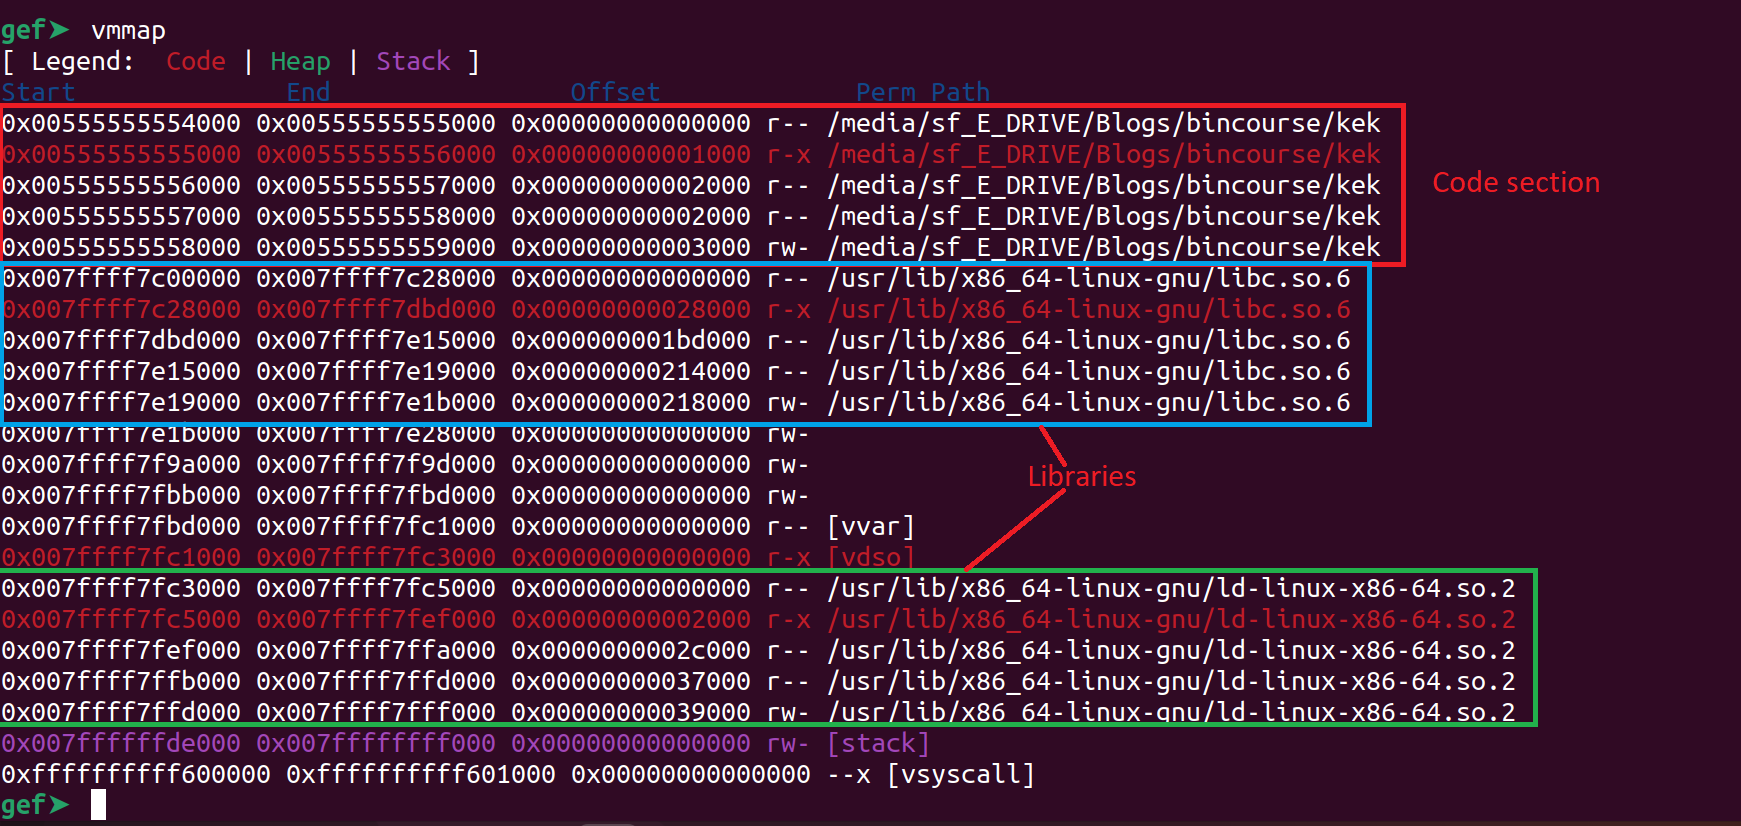 gef➤ vmmap
[ Legend:  Code | Heap | Stack ]
Start End Offset Perm Path
0x00555555554000 0x00555555555000 0x00000000000000 r-- /media/sf_E_DRIVE/Blogs/bincourse/kek
0x00555555555000 0x00555555556000 0x00000000001000 r-x /media/sf_E_DRIVE/Blogs/bincourse/kek
Code section
0x00555555556000 0x00555555557000 0x00000000002000 r-- /media/sf_E_DRIVE/Blogs/bincourse/kek
0x00555555557000 0x00555555558000 0x00000000002000 r-- /media/sf_E_DRIVE/Blogs/bincourse/kek
0x00555555558000 0x00555555559000 0x00000000003000 rw- /media/sf_E_DRIVE/Blogs/bincourse/kek
0x007ffff7c00000 0x007ffff7c28000 0x00000000000000 r-- /usr/lib/x86_64-linux-gnu/libc.so.6
0x007ffff7c28000 0x007ffff7dbd000 0x00000000028000 r-x /usr/lib/x86_64-linux-gnu/libc.so.6
0x007ffff7dbd000 0x007ffff7e15000 0x000000001bd000 r-- /usr/lib/x86_64-linux-gnu/libc.so.6
0x007ffff7e15000 0x007ffff7e19000 0x00000000214000 r-- /usr/lib/x86_64-linux-gnu/libc.so.6
0x007ffff7e19000 0x007ffff7e1b000 0x00000000218000 rw- /usr/lib/x86_64-linux-gnu/libc.so.6
0x007ffff7e1b000 0x007ffff7e28000 0x00000000000000 rw-
0x007ffff7f9a000 0x007ffff7f9d000 0x00000000000000 rw-
Libraries
0x007ffff7fbb000 0x007ffff7fbd000 0x00000000000000 rw-
0x007ffff7fbd000 0x007ffff7fc1000 0x00000000000000 r-- [vvar]
0x007ffff7fc1000 0x007ffff7fc3000 0x00000000000000 r-x [vdso]
0x007ffff7fc3000 0x007ffff7fc5000 0x00000000000000 r-- /usr/lib/x86_64-linux-gnu/ld-linux-x86-64.so.2
0x007ffff7fc5000 0x007ffff7fef000 0x00000000002000 r-x /usr/lib/x86_64-linux-gnu/ld-linux-x86-64.so.2
0x007ffff7fef000 0x007ffff7ffa000 0x0000000002c000 r-- /usr/lib/x86_64-linux-gnu/ld-linux-x86-64.so.2
0x007ffff7ffb000 0x007ffff7ffd000 0x00000000037000 r-- /usr/lib/x86_64-linux-gnu/ld-linux-x86-64.so.2
0x007ffff7ffd000 0x007ffff7fff000 0x00000000039000 rw- /usr/lib/x86_64-linux-gnu/ld-linux-x86-64.so.2
0x007ffffffde000 0x007ffffffff000 0x00000000000000 rw- [stack]
0xffffffffff600000 0xffffffffff601000 0x00000000000000 --x [vsyscall]
gef➤